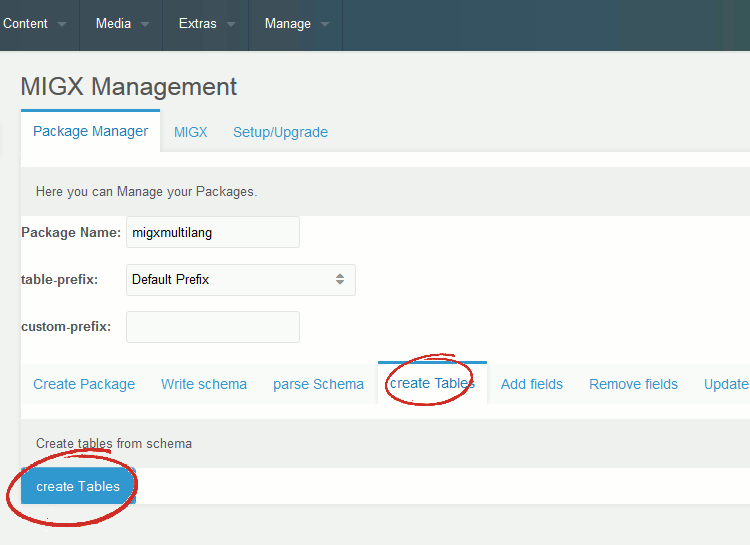 Content Media Extras Manage
MIGX Management
Package Manager MIGX Setup/Upgrade
Here you can Manage your Packages.
Package Name: migxmultilang
table-prefix: Default Prefix
custom-prefix:
Create Package Write schema parse Schema create Tables Add fields Remove fields Update
Create tables from schema
create Tables